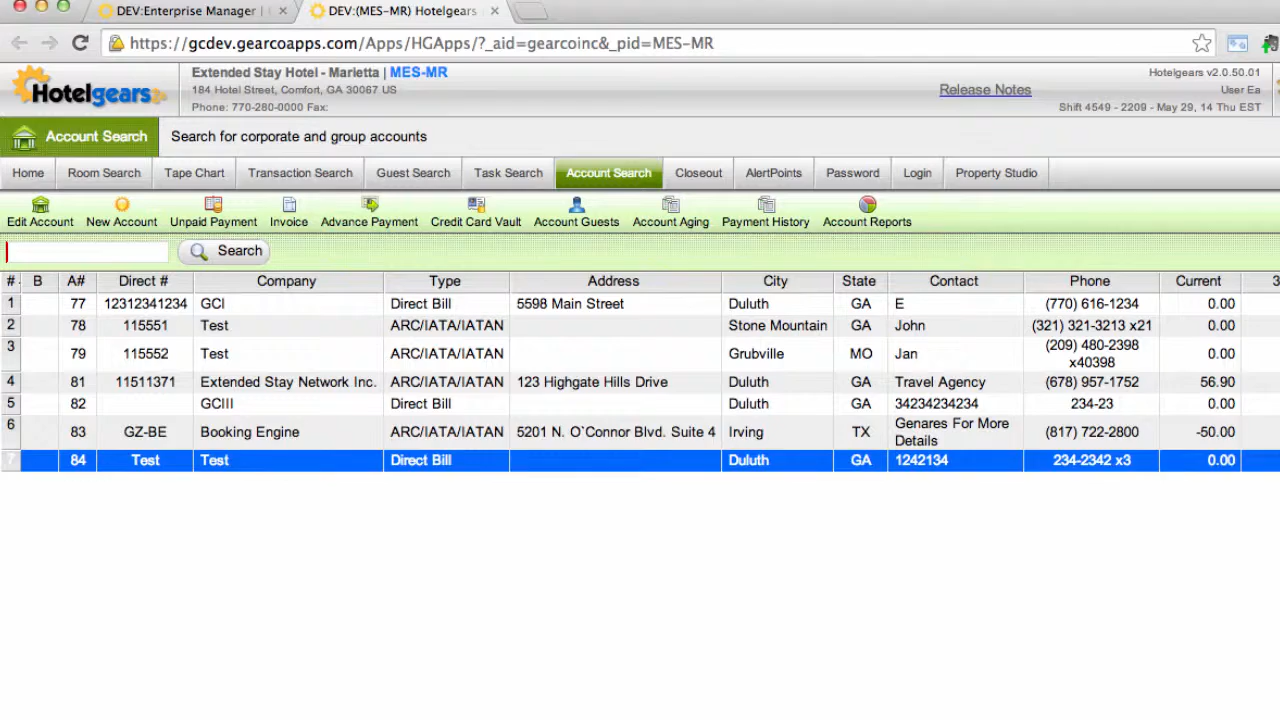 DEV:Enterprise Manager |
DEV:(MES-MR) Hotelgears
https://gcdev.gearcoapps.com/Apps/HGApps/?_aid=gearcoinc&_pid=MES-MR
Hotelgears
Extended Stay Hotel - Marietta | MES-MR
184 Hotel Street, Comfort, GA 30067 US
Phone: 770-280-0000 Fax:
Release Notes
Hotelgears v2.0.50.01
User Ea
Shift 4549 - 2209 - May 29, 14 Thu EST
Account Search Search for corporate and group accounts
Home Room Search Tape Chart Transaction Search Guest Search Task Search Account Search Closeout AlertPoints Password Login Property Studio
Edit Account New Account Unpaid Payment Invoice Advance Payment Credit Card Vault Account Guests Account Aging Payment History Account Reports
Search
# B A# Direct # Company Type Address City State Contact Phone Current 3
1 77 12312341234 GCI Direct Bill 5598 Main Street Duluth GA E (770) 616-1234 0.00
2 78 115551 Test ARC/IATA/IATAN Stone Mountain GA John (321) 321-3213 x21 0.00
3 79 115552 Test ARC/IATA/IATAN Grubville MO Jan (209) 480-2398 x40398 0.00
4 81 11511371 Extended Stay Network Inc. ARC/IATA/IATAN 123 Highgate Hills Drive Duluth GA Travel Agency (678) 957-1752 56.90
5 82 GCIII Direct Bill Duluth GA 34234234234 234-23 0.00
6 83 GZ-BE Booking Engine ARC/IATA/IATAN 5201 N. O`Connor Blvd. Suite 4 Irving TX Genares For More Details (817) 722-2800 -50.00
7 84 Test Test Direct Bill Duluth GA 1242134 234-2342 x3 0.00